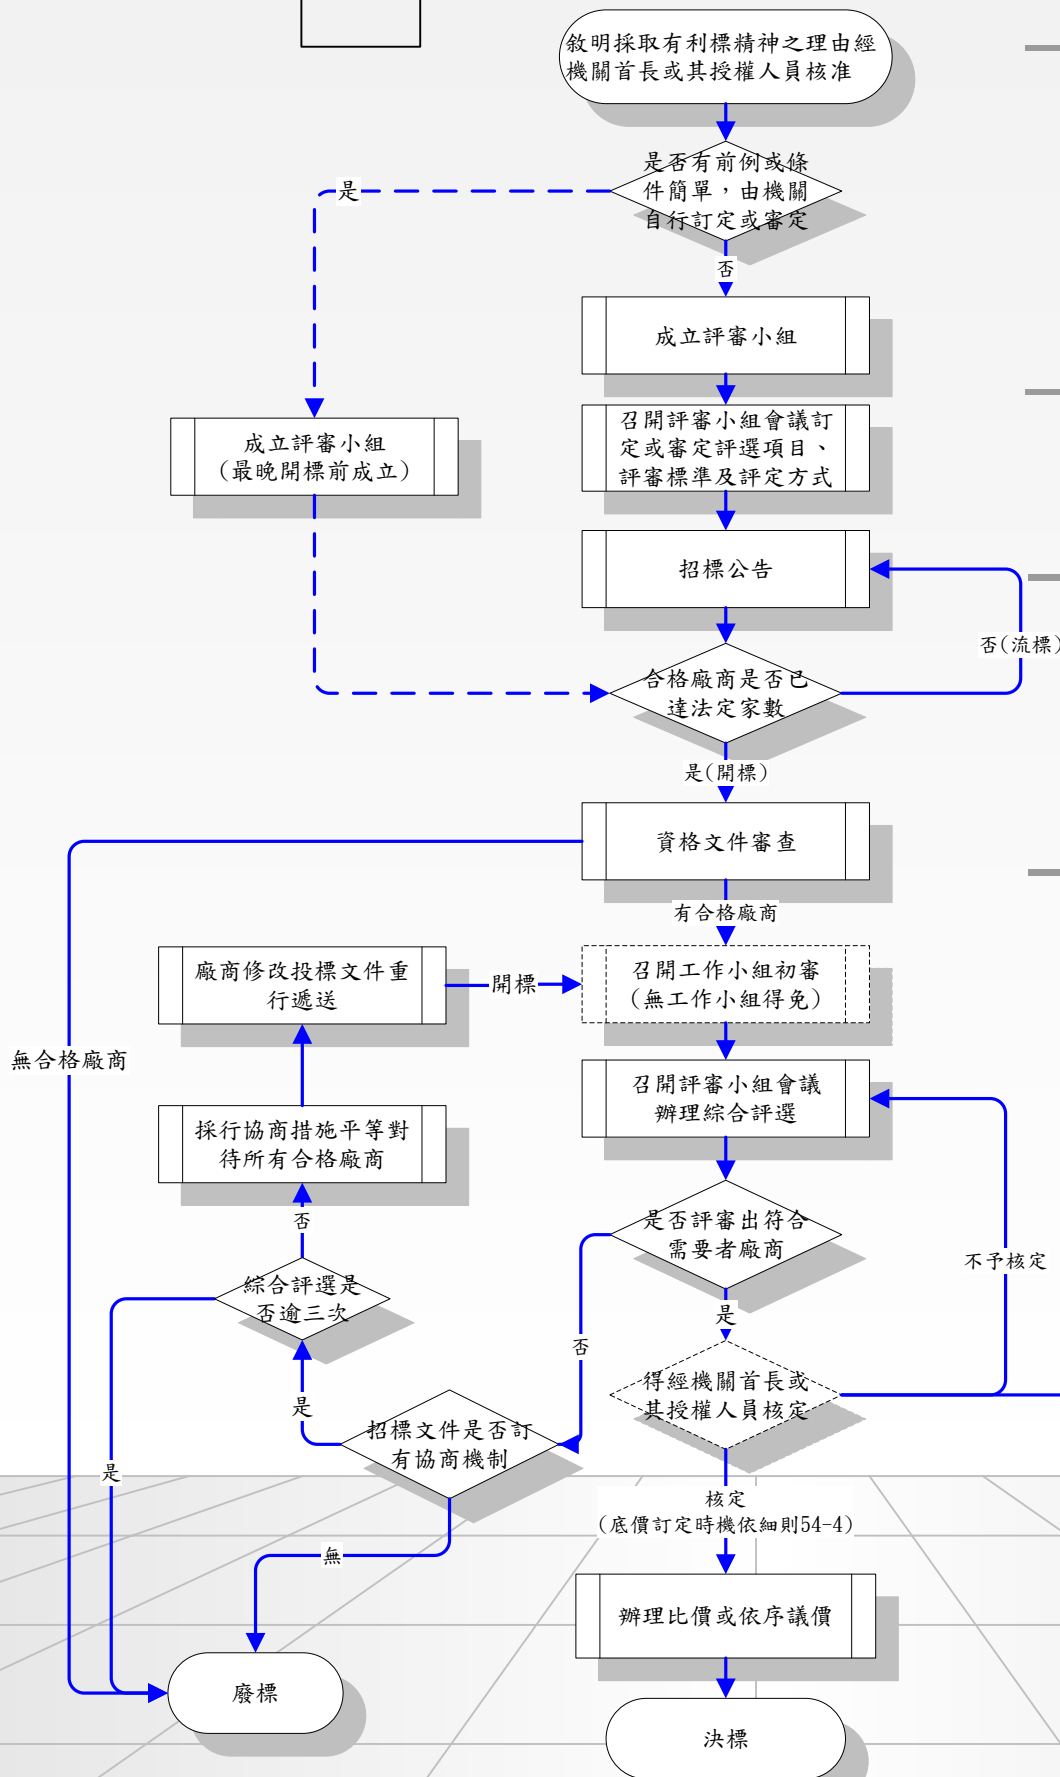 敘明採取有利標精神之理由經
機關首長或其授權人員核准
是否有前例或條
件簡單，由機關
自行訂定或審定
是
否
成立評審小組
召開評審小組會議訂
定或審定評選項目、
評審標準及評定方式
成立評審小組
（最晚開標前成立）
招標公告
否(流標)
合格廠商是否已
達法定家數
是(開標)
資格文件審查
有合格廠商
廠商修改投標文件重
行遞送
開標
召開工作小組初審
（無工作小組得免）
無合格廠商
召開評審小組會議
辦理綜合評選
採行協商措施平等對
待所有合格廠商
否
是否評審出符合
需要者廠商
不予核定
綜合評選是
否逾三次
是
否
得經機關首長或
其授權人員核定
是
招標文件是否訂
有協商機制
是
核定
（底價訂定時機依細則54-4）
無
辦理比價或依序議價
廢標
決標